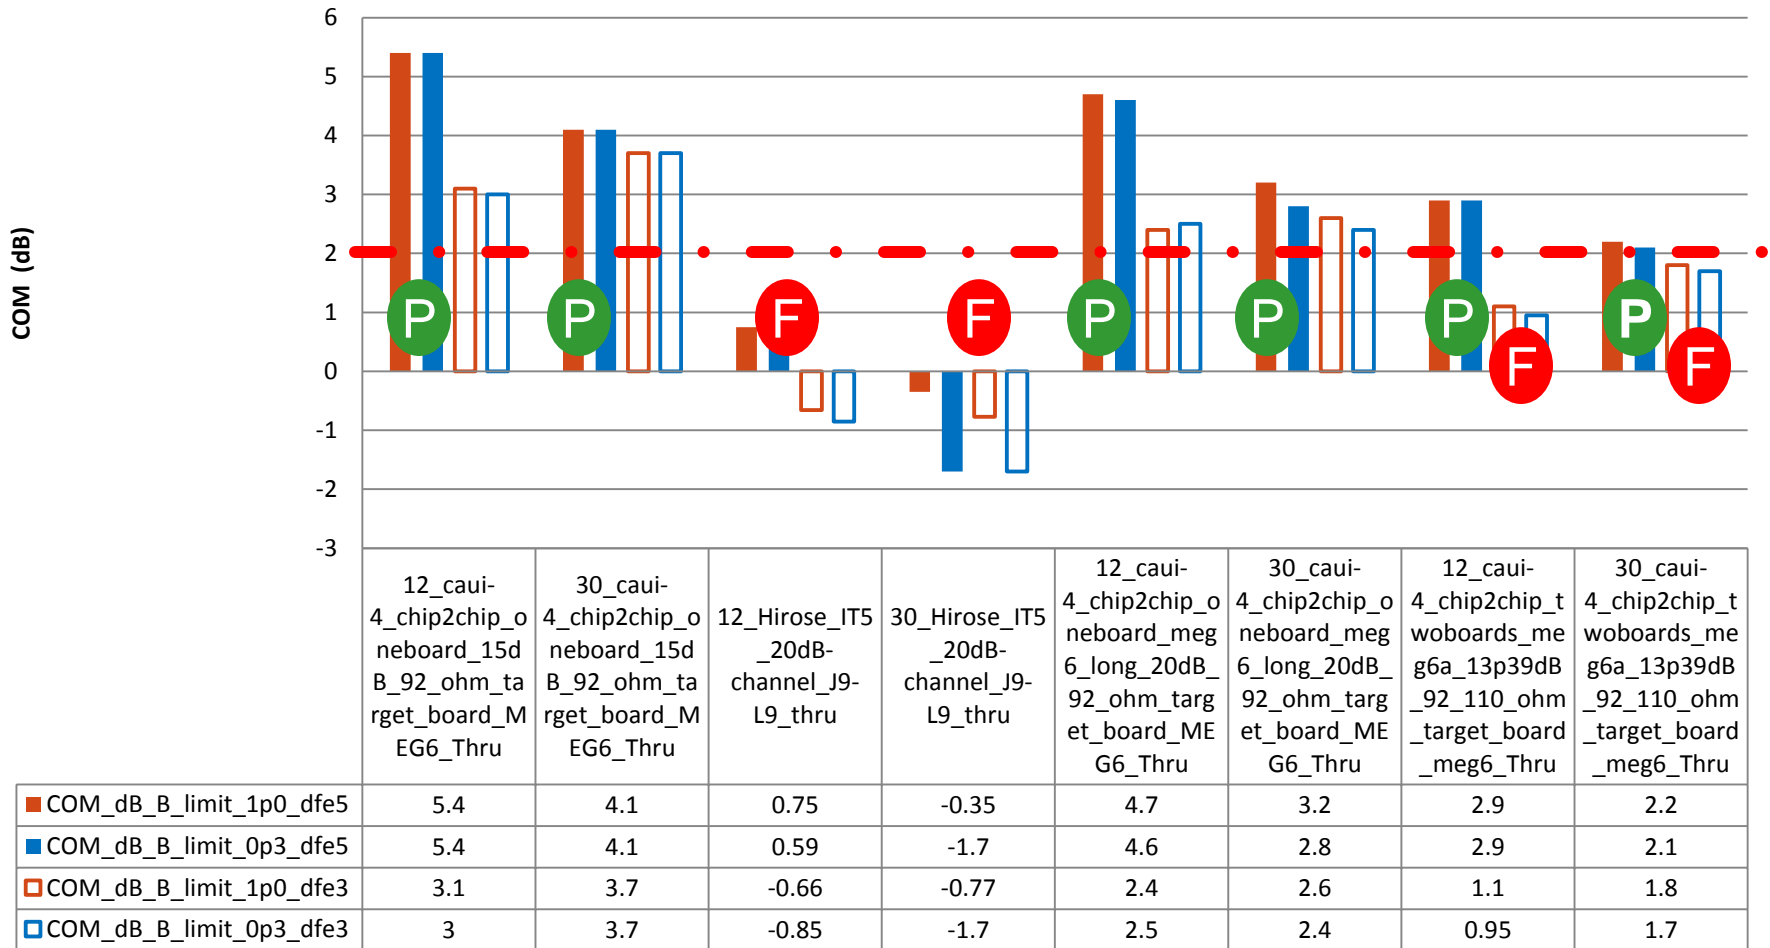 6
5
4
3
2
1
0
-1
-2
-3
COM (dB)
P
P
F
F
P
P
P
F
P
F
12_caui-
4_chip2chip_o
neboard_15d
B_92_ohm_ta
rget_board_M
EG6_Thru
30_caui-
4_chip2chip_o
neboard_15d
B_92_ohm_ta
rget_board_M
EG6_Thru
12_Hirose_IT5
_20dB-
channel_J9-
L9_thru
30_Hirose_IT5
_20dB-
channel_J9-
L9_thru
12_caui-
4_chip2chip_o
neboard_meg
6_long_20dB_
92_ohm_targ
et_board_ME
G6_Thru
30_caui-
4_chip2chip_o
neboard_meg
6_long_20dB_
92_ohm_targ
et_board_ME
G6_Thru
12_caui-
4_chip2chip_t
woboards_me
g6a_13p39dB
_92_110_ohm
_target_board
_meg6_Thru
30_caui-
4_chip2chip_t
woboards_me
g6a_13p39dB
_92_110_ohm
_target_board
_meg6_Thru
COM_dB_B_limit_1p0_dfe5 5.4 4.1 0.75 -0.35 4.7 3.2 2.9 2.2
COM_dB_B_limit_0p3_dfe5 5.4 4.1 0.59 -1.7 4.6 2.8 2.9 2.1
COM_dB_B_limit_1p0_dfe3 3.1 3.7 -0.66 -0.77 2.4 2.6 1.1 1.8
COM_dB_B_limit_0p3_dfe3 3 3.7 -0.85 -1.7 2.5 2.4 0.95 1.7